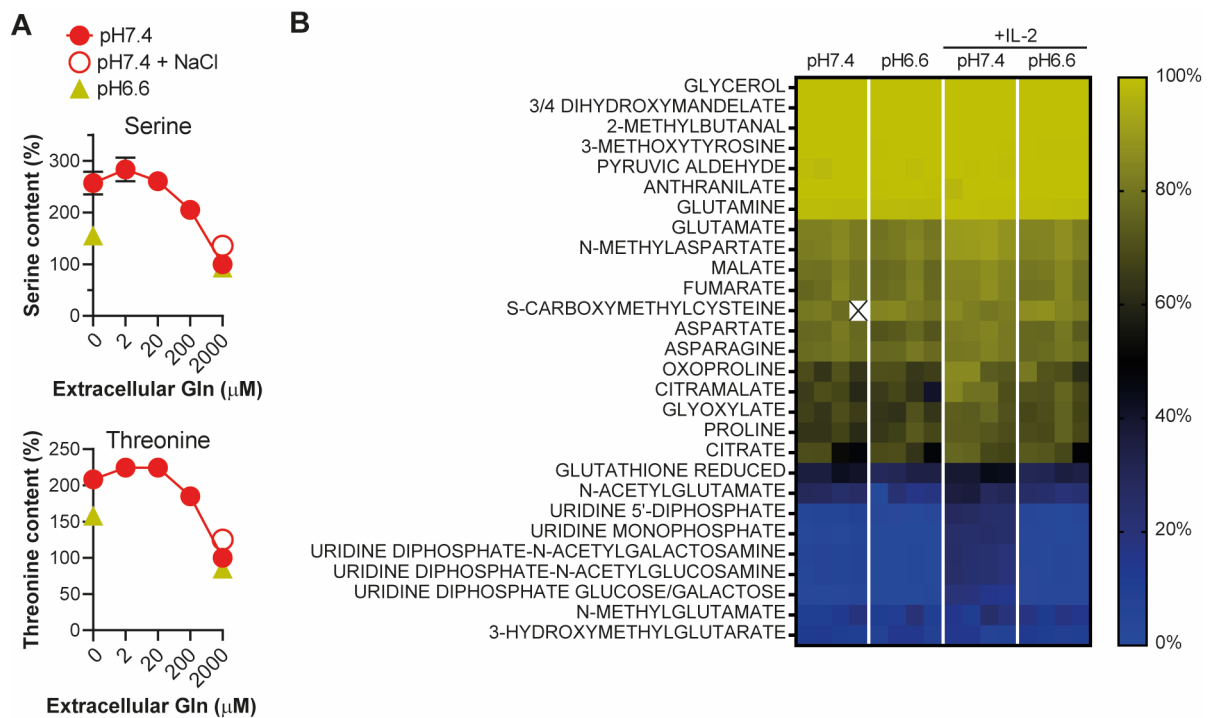 A
pH7.4
pH7.4 + NaCl
pH6.6
Serine
Serine content (%)
300
200
100
0
0
2
20
200
2000
Extracellular Gln (μM)
Threonine
Threonine content (%)
250
200
150
100
50
0
0
2
20
200
2000
Extracellular Gln (μM)
B
+IL-2
pH7.4
pH6.6
pH7.4
pH6.6
GLYCEROL
3/4 DIHYDROXYMANDELATE
2-METHYLBUTANAL
3-METHOXYTYROSINE
PYRUVIC ALDEHYDE
ANTHRANILATE
GLUTAMINE
GLUTAMATE
N-METHYLASPARTATE
MALATE
FUMARATE
S-CARBOXYMETHYLCYSTEINE
ASPARTATE
ASPARAGINE
OXOPROLINE
CITRAMALATE
GLYOXYLATE
PROLINE
CITRATE
GLUTATHIONE REDUCED
N-ACETYLGLUTAMATE
URIDINE 5'-DIPHOSPHATE
URIDINE MONOPHOSPHATE
URIDINE DIPHOSPHATE-N-ACETYLGALACTOSAMINE
URIDINE DIPHOSPHATE-N-ACETYLGLUCOSAMINE
URIDINE DIPHOSPHATE GLUCOSE/GALACTOSE
N-METHYLGLUTAMATE
3-HYDROXYMETHYLGLUTARATE
100%
80%
60%
40%
20%
0%